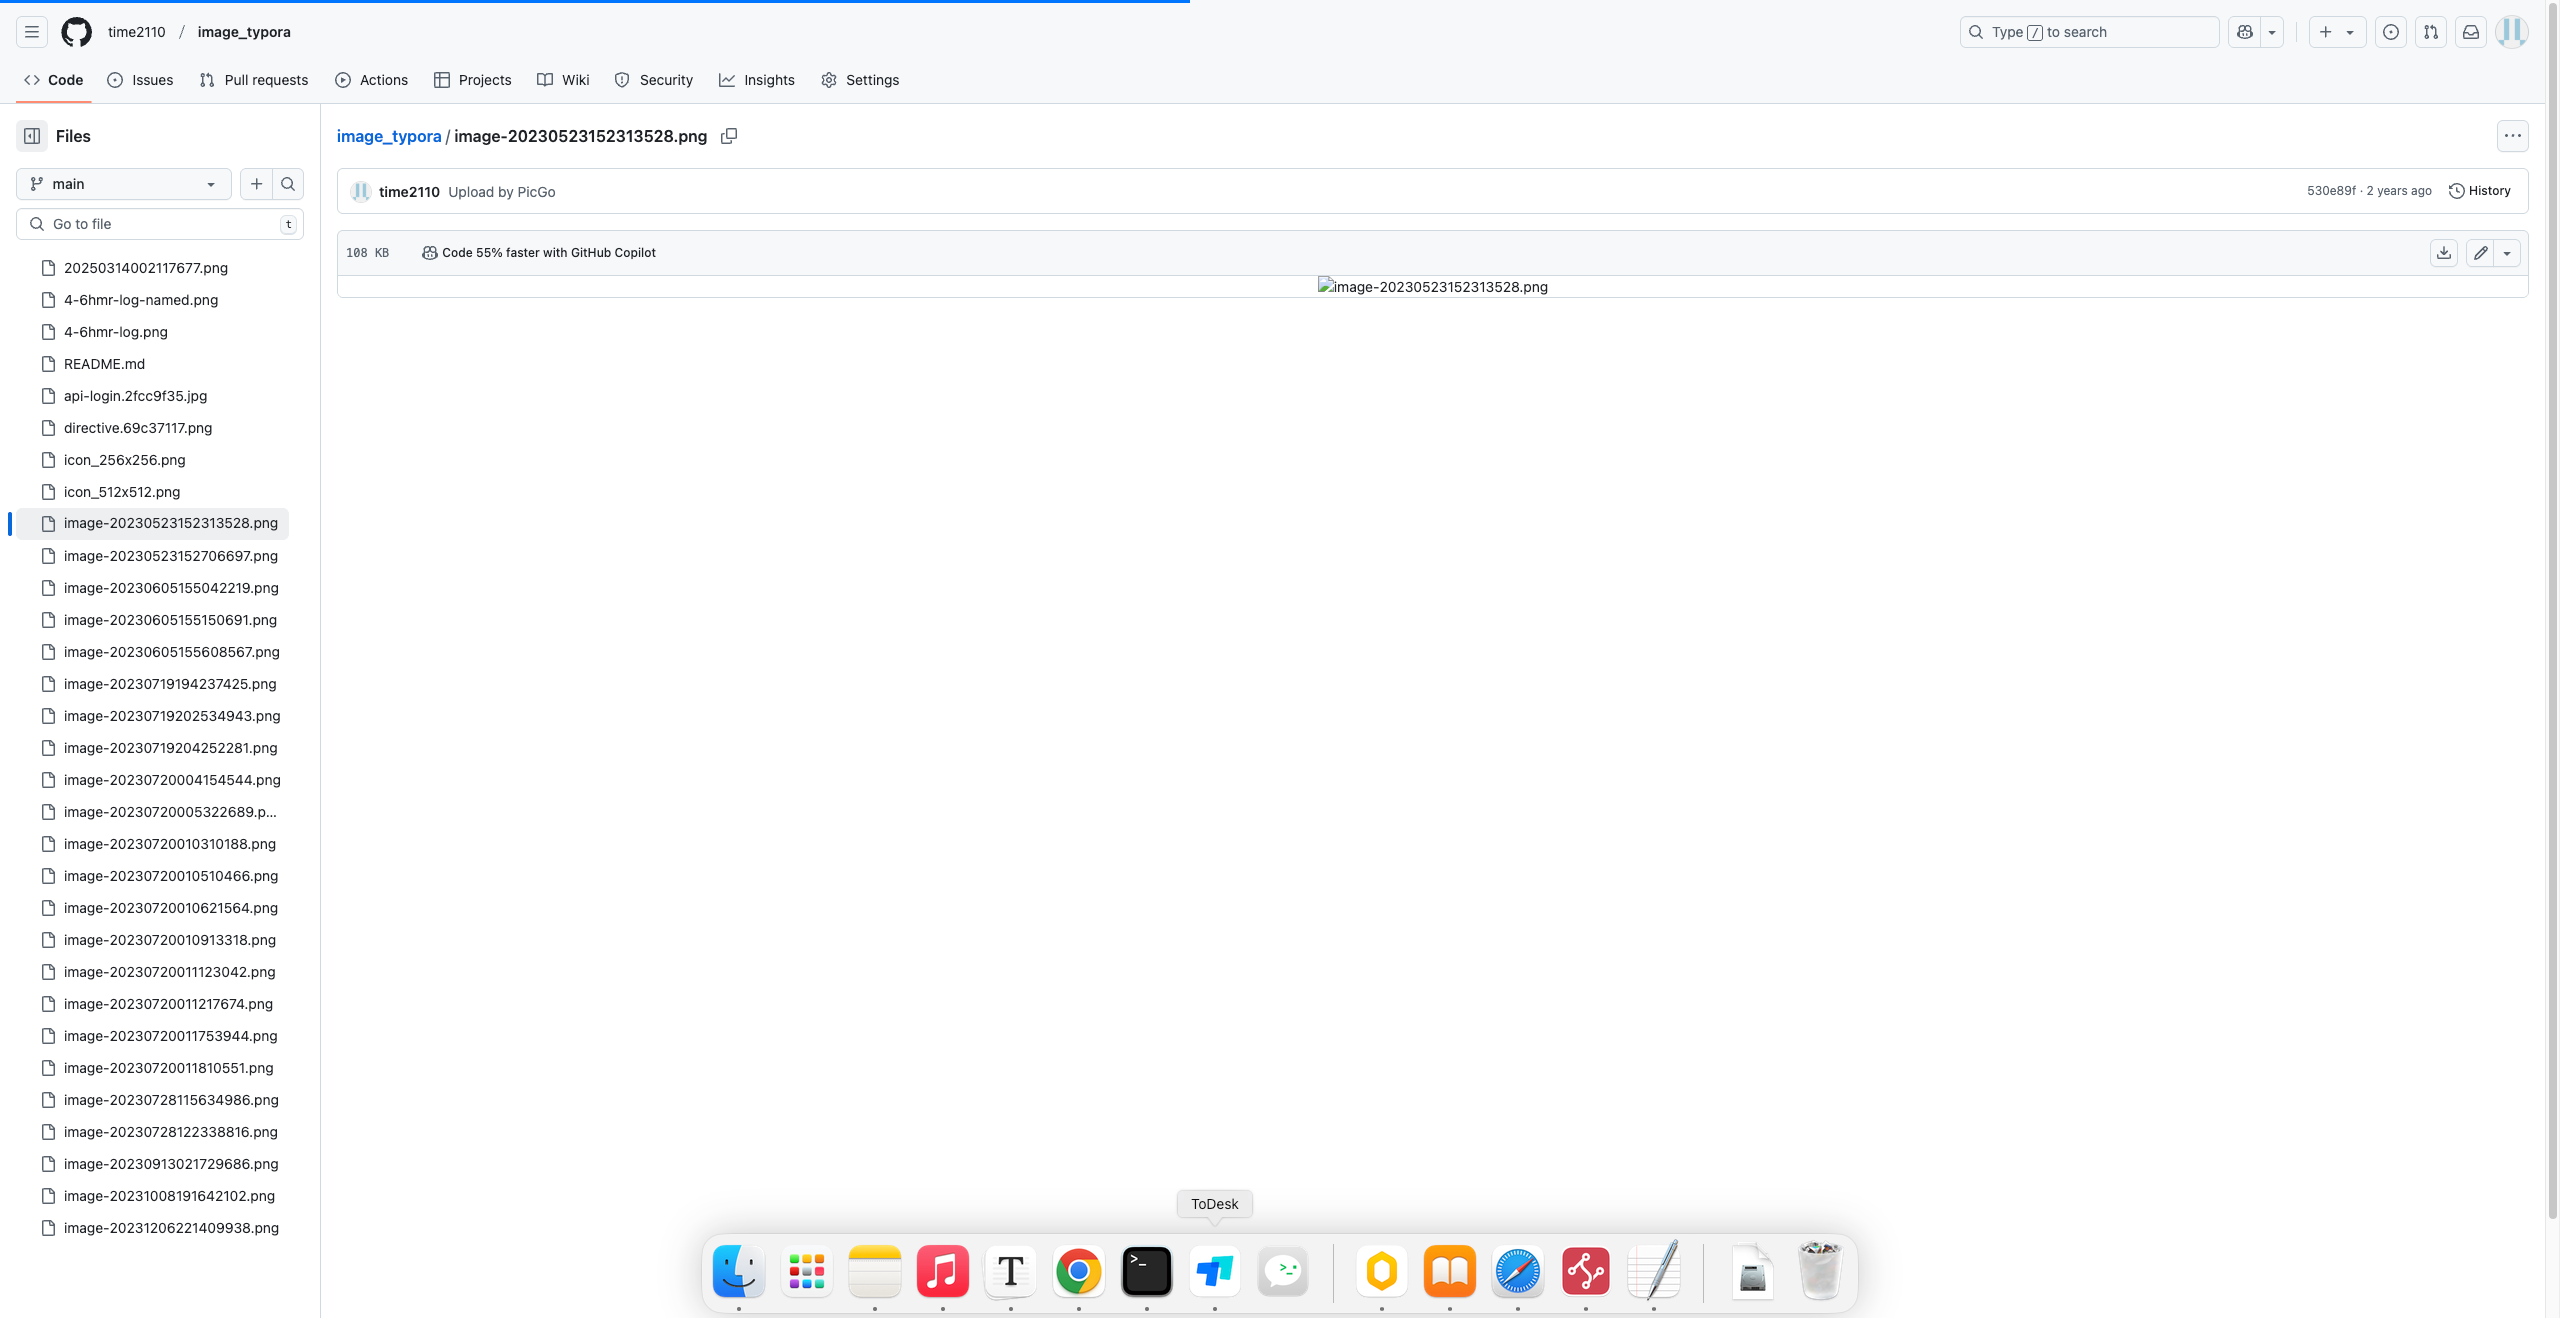 time2110 / image_typora
Type / to search
Code Issues Pull requests Actions Projects Wiki Security Insights Settings
Files
main
Go to file t
20250314002117677.png
4-6hmr-log-named.png
4-6hmr-log.png
README.md
api-login.2fcc9f35.jpg
directive.69c37117.png
icon_256x256.png
icon_512x512.png
image-20230523152313528.png
image-20230523152706697.png
image-20230605155042219.png
image-20230605155150691.png
image-20230605155608567.png
image-20230719194237425.png
image-20230719202534943.png
image-20230719204252281.png
image-20230720004154544.png
image-20230720005322689.p...
image-20230720010310188.png
image-20230720010510466.png
image-20230720010621564.png
image-20230720010913318.png
image-20230720011123042.png
image-20230720011217674.png
image-20230720011753944.png
image-20230720011810551.png
image-20230728115634986.png
image-20230728122338816.png
image-20230913021729686.png
image-20231008191642102.png
image-20231206221409938.png
image_typora / image-20230523152313528.png
time2110 Upload by PicGo
530e89f · 2 years ago History
108 KB Code 55% faster with GitHub Copilot
image-20230523152313528.png
ToDesk
T
>_
>-